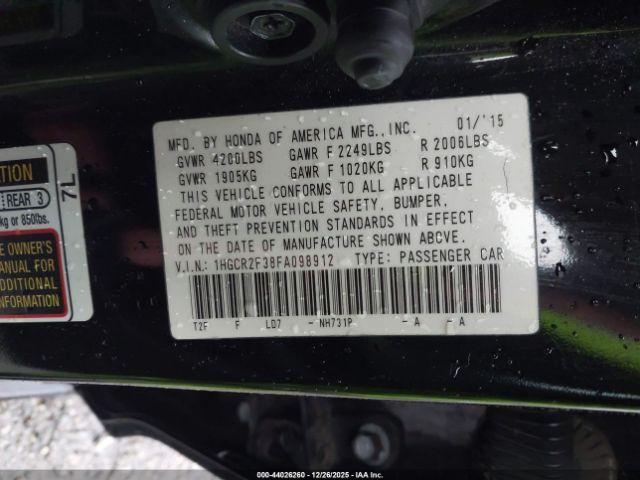 MFD. BY HONDA OF AMERICA MFG.,INC. 01/'15
GVWR 4200LBS GAWR F 2249LBS R 2006LBS
GVWR 1905KG GAWR F 1020KG R 910KG
THIS VEHICLE CONFORMS TO ALL APPLICABLE
FEDERAL MOTOR VEHICLE SAFETY, BUMPER,
AND THEFT PREVENTION STANDARDS IN EFFECT
ON THE DATE OF MANUFACTURE SHOWN ABOVE.
V.I.N.: 1HGCR2F38FA098912 TYPE: PASSENGER CAR
T2F F LD7 - NH731P - A - A
REAR 3
kg or 850lbs.
7L
OWNER'S
MANUAL FOR
ADDITIONAL
INFORMATION
000-44026260 - 12/26/2025 - IAA Inc.